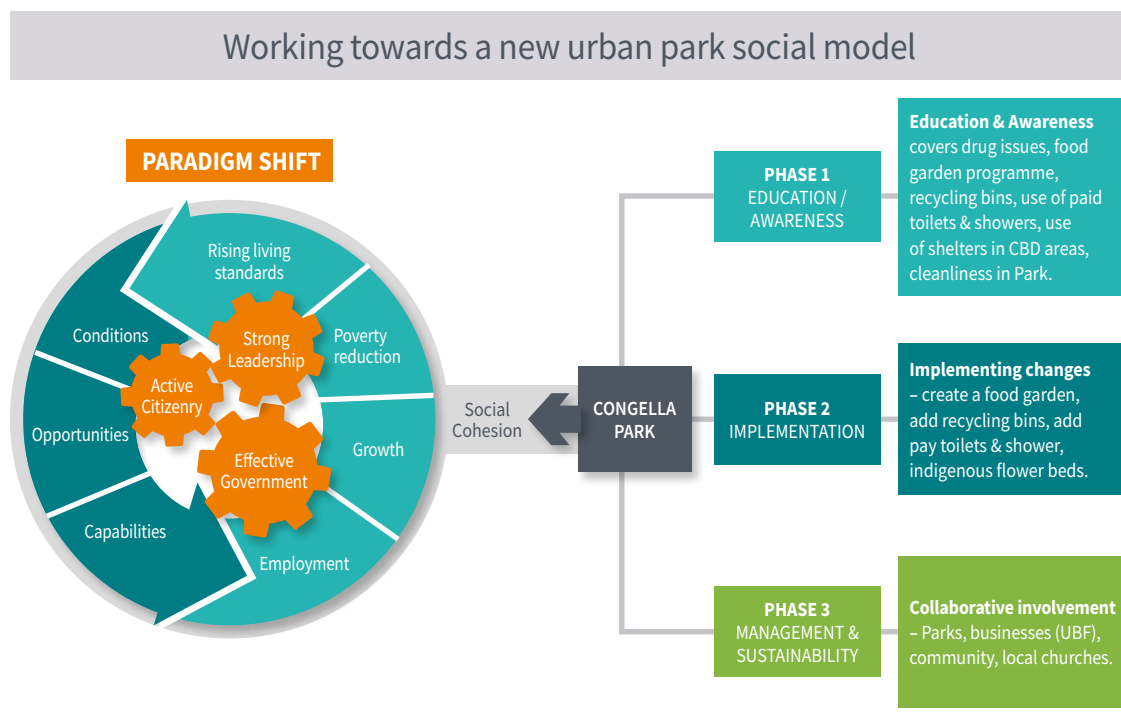 Working towards a new urban park social model
PARADIGM SHIFT
Rising living
standards
Poverty
reduction
Growth
Employment
Capabilities
Opportunities
Conditions
Strong
Leadership
Active
Citizenry
Effective
Government
Social
Cohesion
CONGELLA
PARK
PHASE 1
EDUCATION /
AWARENESS
Education & Awareness
covers drug issues, food
garden programme,
recycling bins, use of paid
toilets & showers, use
of shelters in CBD areas,
cleanliness in Park.
PHASE 2
IMPLEMENTATION
Implementing changes
– create a food garden,
add recycling bins, add
pay toilets & shower,
indigenous flower beds.
PHASE 3
MANAGEMENT &
SUSTAINABILITY
Collaborative involvement
– Parks, businesses (UBF),
community, local churches.